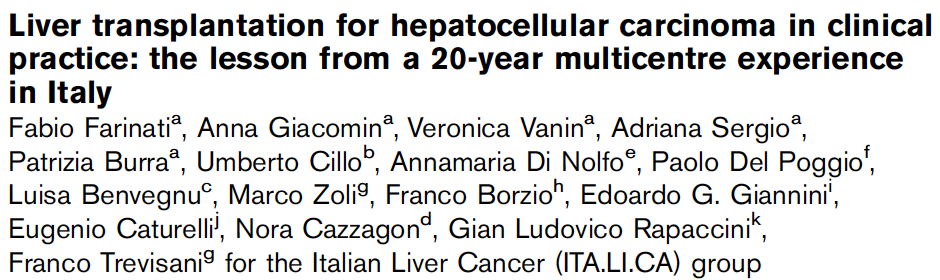 Liver transplantation for hepatocellular carcinoma in clinical
practice: the lesson from a 20-year multicentre experience
in Italy
Fabio Farinatiᵃ, Anna Giacominᵃ, Veronica Vaninᵃ, Adriana Sergioᵃ,
Patrizia Burraᵃ, Umberto Cilloᵇ, Annamaria Di Nolfoᵉ, Paolo Del Poggioᶠ,
Luisa Benvegnuᶜ, Marco Zoliᵍ, Franco Borzioʰ, Edoardo G. Gianniniⁱ,
Eugenio Caturelliʲ, Nora Cazzagonᵈ, Gian Ludovico Rapacciniᵏ,
Franco Trevisaniᵍ for the Italian Liver Cancer (ITA.LI.CA) group